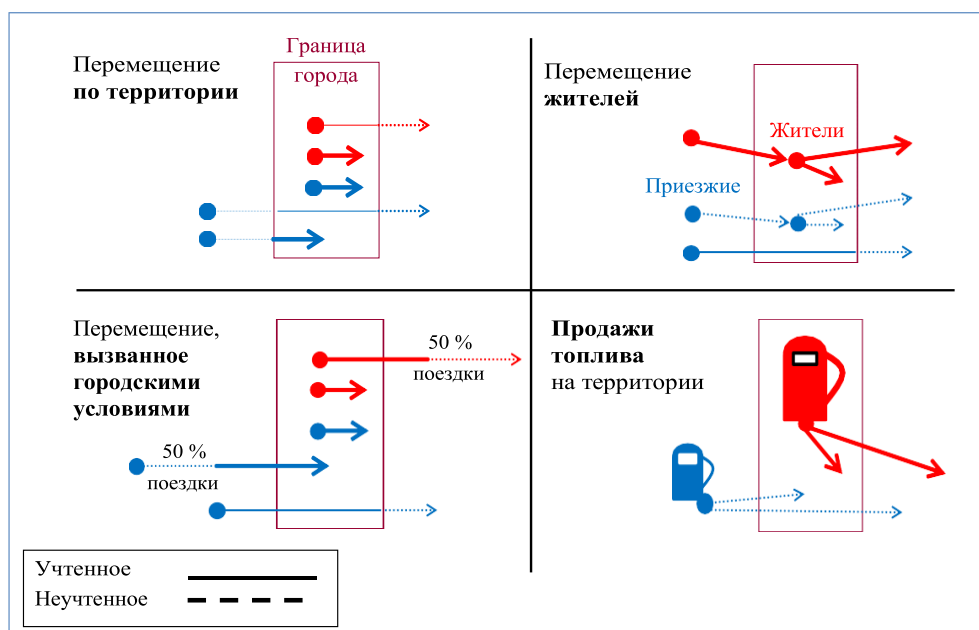 Перемещение
по территории
Граница
города
Перемещение
жителей
Жители
Приезжие
Перемещение,
вызванное
городскими
условиями
50 %
поездки
50 %
поездки
Продажи
топлива
на территории
Учтенное
Неучтенное